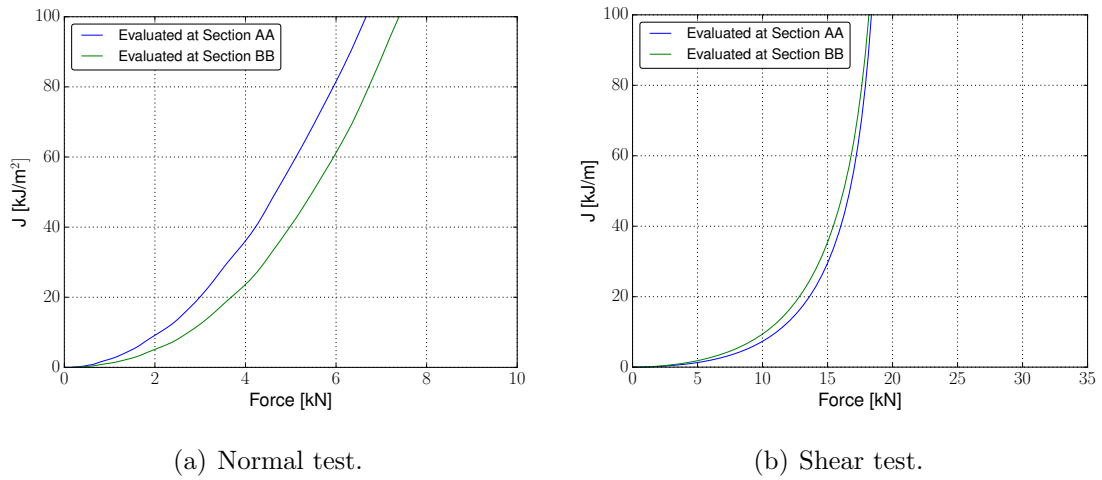 100
80
60
40
20
0
J [kJ/m²]
Evaluated at Section AA
Evaluated at Section BB
0 2 4 6 8 10
Force [kN]
(a) Normal test.
100
80
60
40
20
0
J [kJ/m]
Evaluated at Section AA
Evaluated at Section BB
0 5 10 15 20 25 30 35
Force [kN]
(b) Shear test.